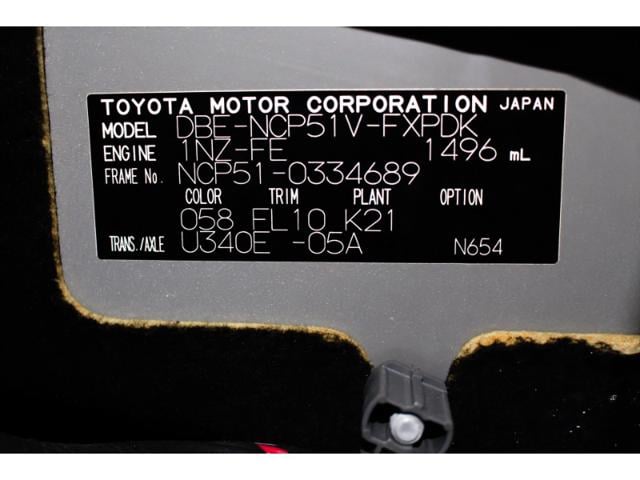 TOYOTA MOTOR CORPORATION JAPAN
MODEL DBE-NCP51V-FXPDK
ENGINE 1NZ-FE 1496 mL
FRAME No. NCP51-0334689
COLOR TRIM PLANT OPTION
058 FL10 K21
TRANS./AXLE U340E -05A N654